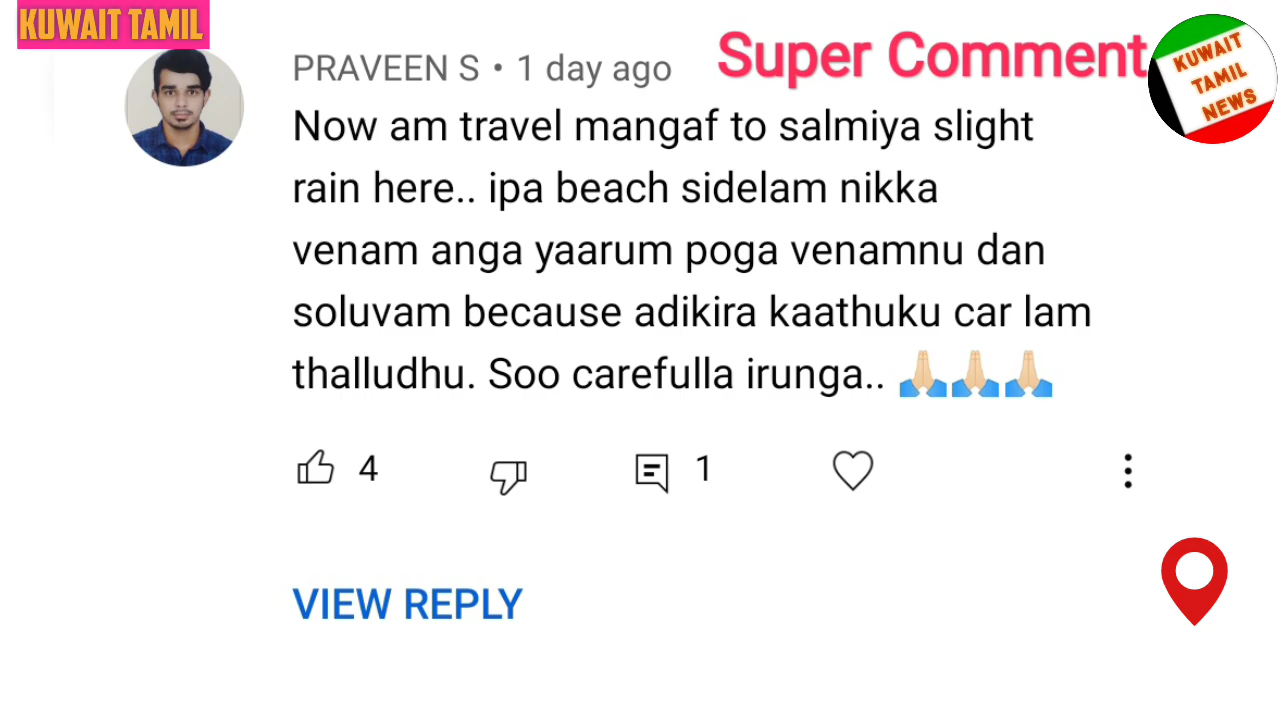 KUWAIT TAMIL
PRAVEEN S • 1 day ago
Super Comment
KUWAIT
TAMIL
NEWS
Now am travel mangaf to salmiya slight
rain here.. ipa beach sidelam nikka
venam anga yaarum poga venamnu dan
soluvam because adikira kaathuku car lam
thalludhu. Soo carefulla irunga.. 🙏🏻🙏🏻🙏🏻
4
1
VIEW REPLY